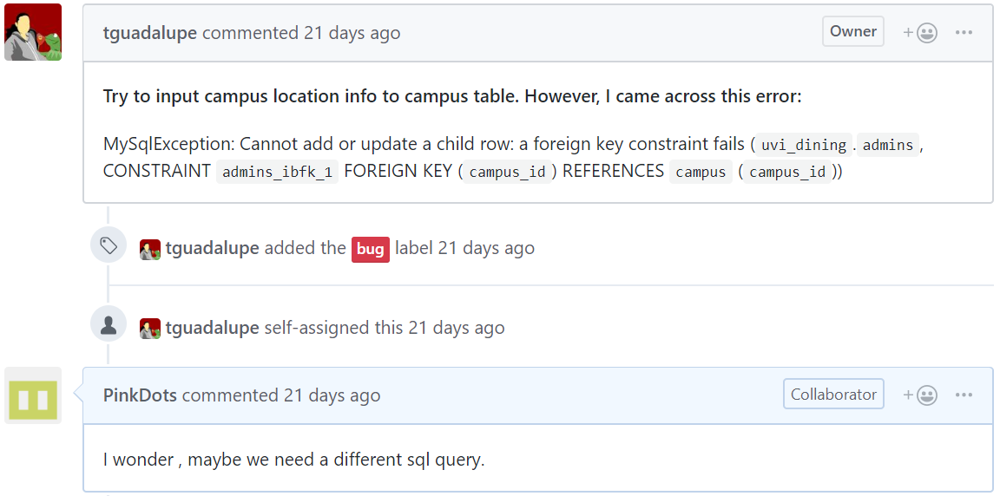 tguadalupe commented 21 days ago Owner
Try to input campus location info to campus table. However, I came across this error:
MySqlException: Cannot add or update a child row: a foreign key constraint fails ( uvi_dining . admins ,
CONSTRAINT admins_ibfk_1 FOREIGN KEY ( campus_id ) REFERENCES campus ( campus_id ))
tguadalupe added the bug label 21 days ago
tguadalupe self-assigned this 21 days ago
PinkDots commented 21 days ago Collaborator
I wonder , maybe we need a different sql query.